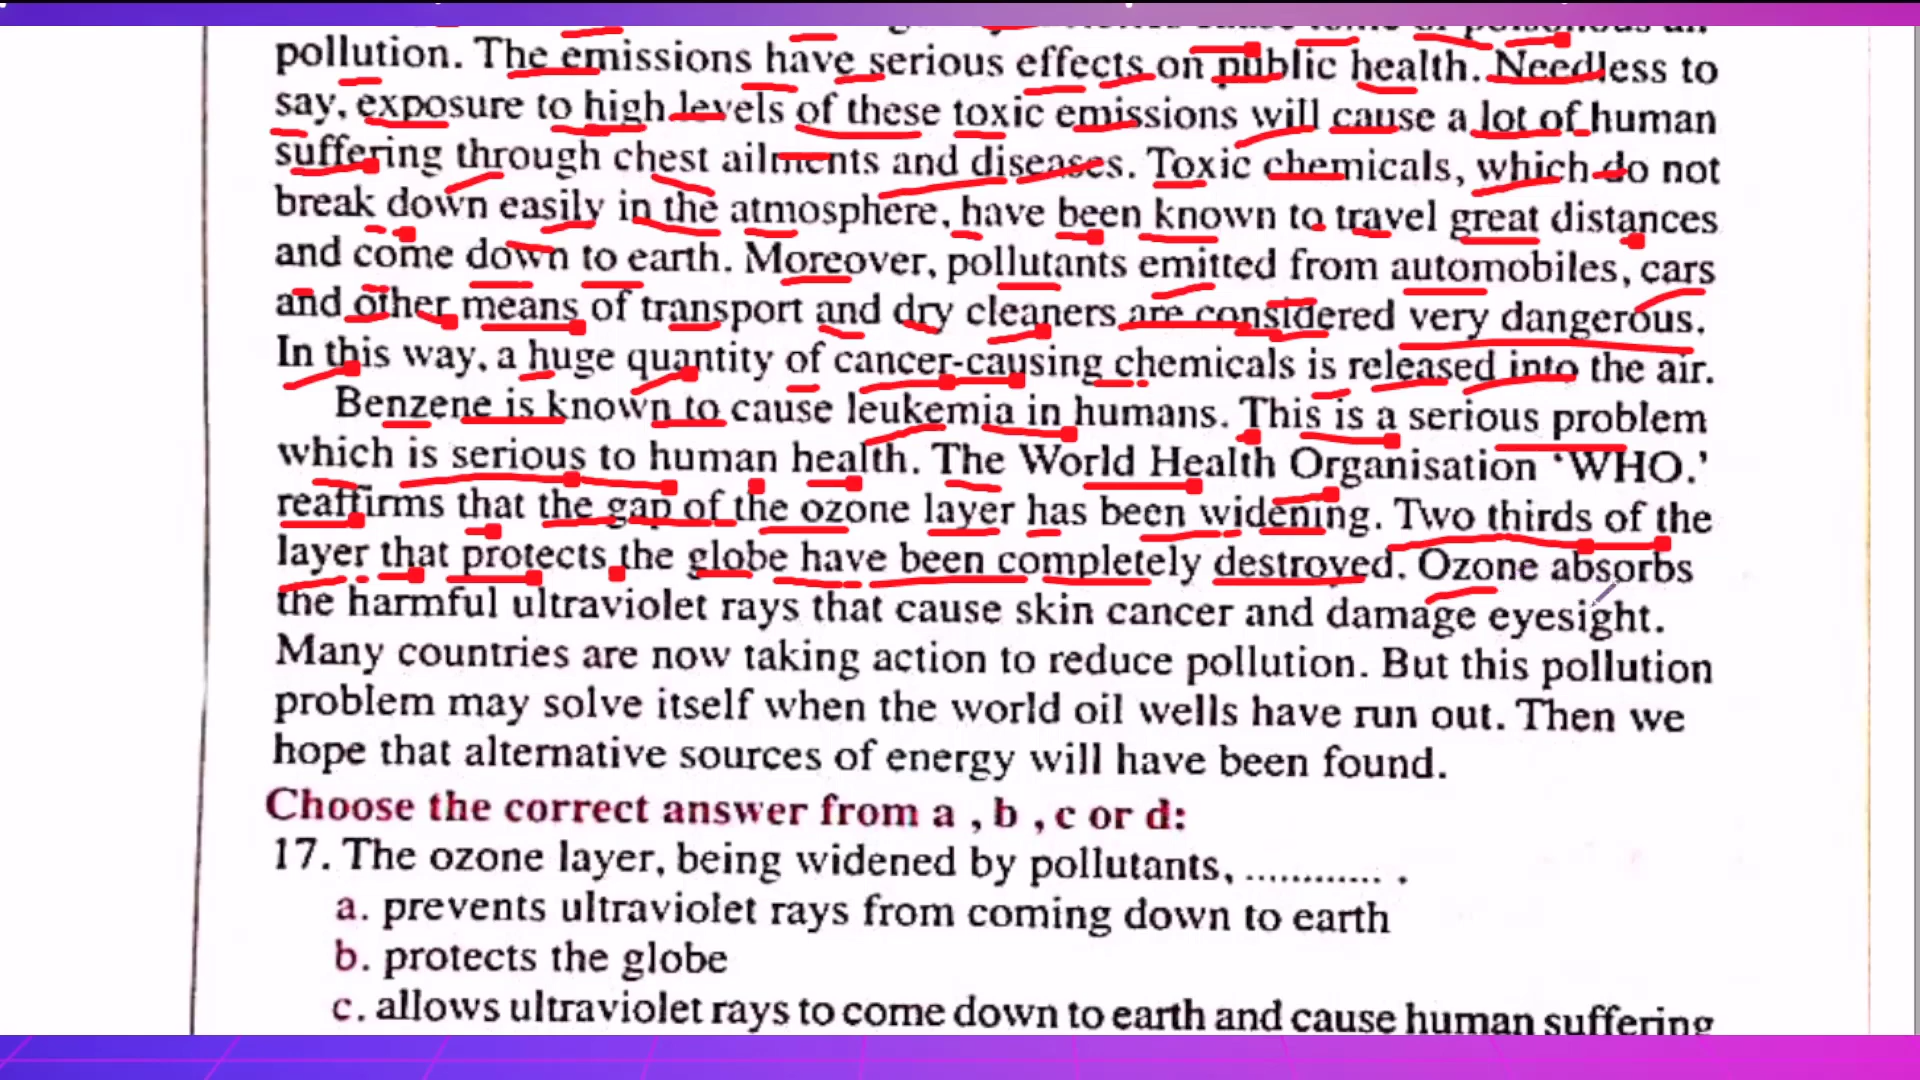 pollution. The emissions have serious effects on public health. Needless to
say, exposure to high levels of these toxic emissions will cause a lot of human
suffering through chest ailments and diseases. Toxic chemicals, which do not
break down easily in the atmosphere, have been known to travel great distances
and come down to earth. Moreover, pollutants emitted from automobiles, cars
and other means of transport and dry cleaners are considered very dangerous.
In this way, a huge quantity of cancer-causing chemicals is released into the air.
Benzene is known to cause leukemia in humans. This is a serious problem
which is serious to human health. The World Health Organisation ‘WHO.’
reaffirms that the gap of the ozone layer has been widening. Two thirds of the
layer that protects the globe have been completely destroyed. Ozone absorbs
the harmful ultraviolet rays that cause skin cancer and damage eyesight.
Many countries are now taking action to reduce pollution. But this pollution
problem may solve itself when the world oil wells have run out. Then we
hope that alternative sources of energy will have been found.
Choose the correct answer from a , b , c or d:
17. The ozone layer, being widened by pollutants, ............ .
a. prevents ultraviolet rays from coming down to earth
b. protects the globe
c. allows ultraviolet rays to come down to earth and cause human suffering